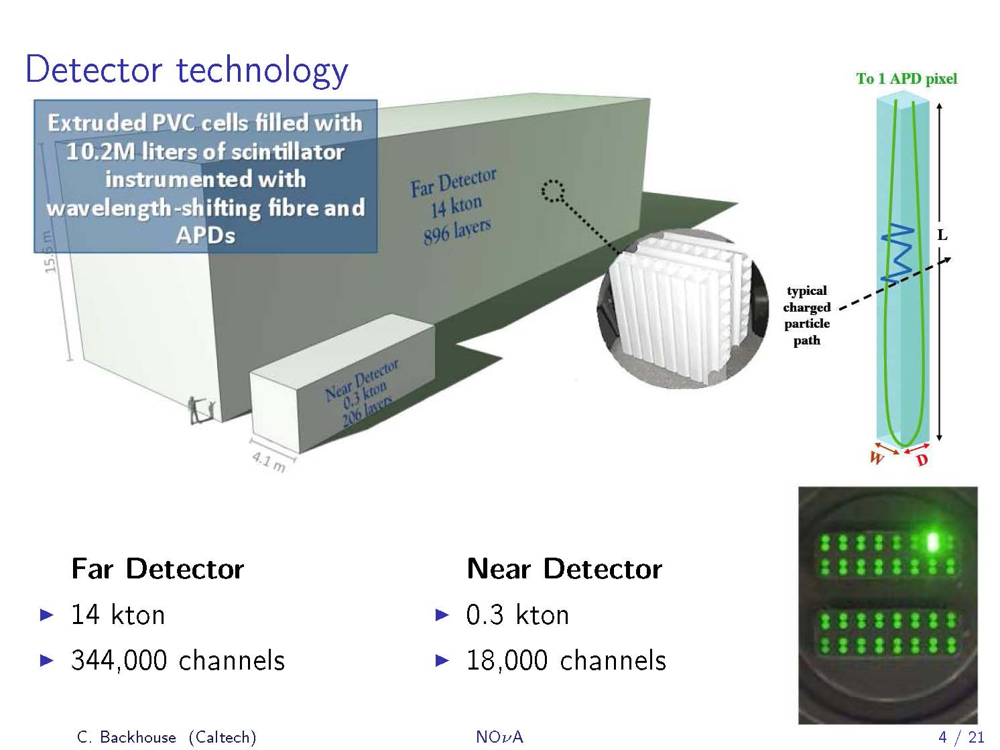 Detector technology
Extruded PVC cells filled with
10.2M liters of scintillator
instrumented with
wavelength-shifting fibre and
APDs
15.6 m
Far Detector
14 kton
896 layers
Near Detector
0.3 kton
206 layers
4.1 m
To 1 APD pixel
L
typical
charged
particle
path
W
D
Far Detector
14 kton
344,000 channels
Near Detector
0.3 kton
18,000 channels
C. Backhouse (Caltech)
NOνA
4 / 21